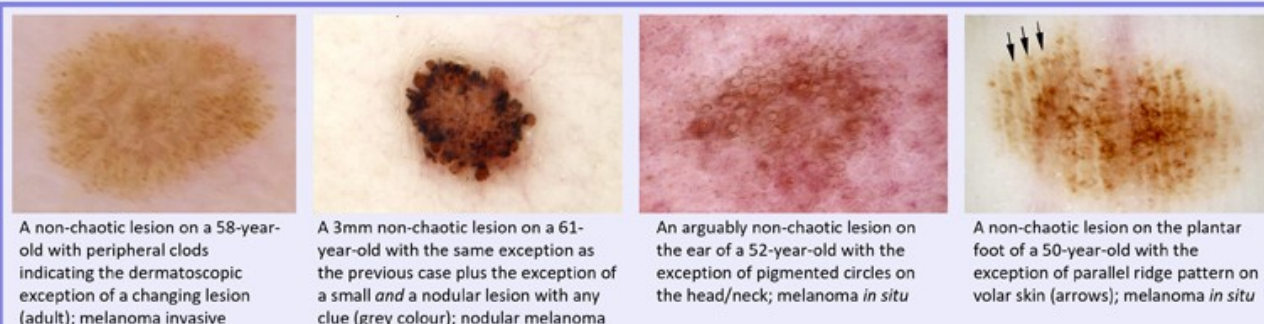 A non-chaotic lesion on a 58-year-
old with peripheral clods
indicating the dermatoscopic
exception of a changing lesion
(adult); melanoma invasive
A 3mm non-chaotic lesion on a 61-
year-old with the same exception as
the previous case plus the exception of
a small and a nodular lesion with any
clue (grey colour); nodular melanoma
An arguably non-chaotic lesion on
the ear of a 52-year-old with the
exception of pigmented circles on
the head/neck; melanoma in situ
A non-chaotic lesion on the plantar
foot of a 50-year-old with the
exception of parallel ridge pattern on
volar skin (arrows); melanoma in situ